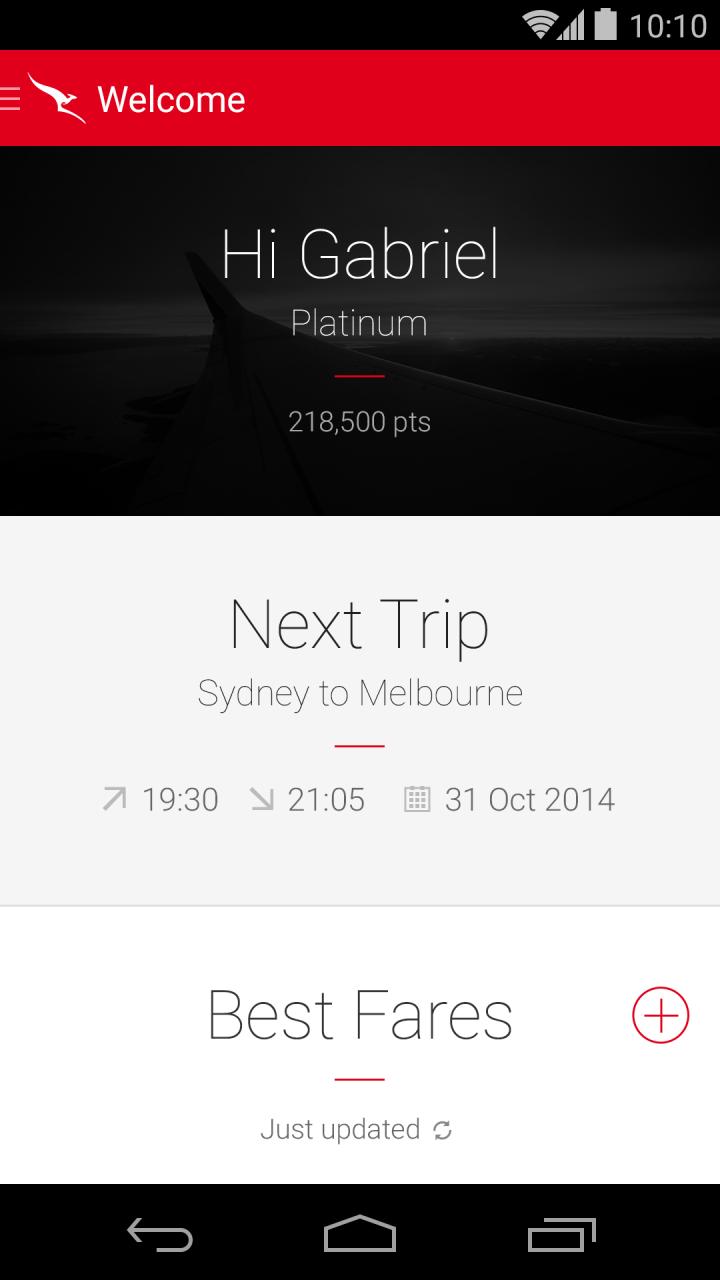 10:10
Welcome
Hi Gabriel
Platinum
218,500 pts
Next Trip
Sydney to Melbourne
19:30 21:05 31 Oct 2014
Best Fares
Just updated